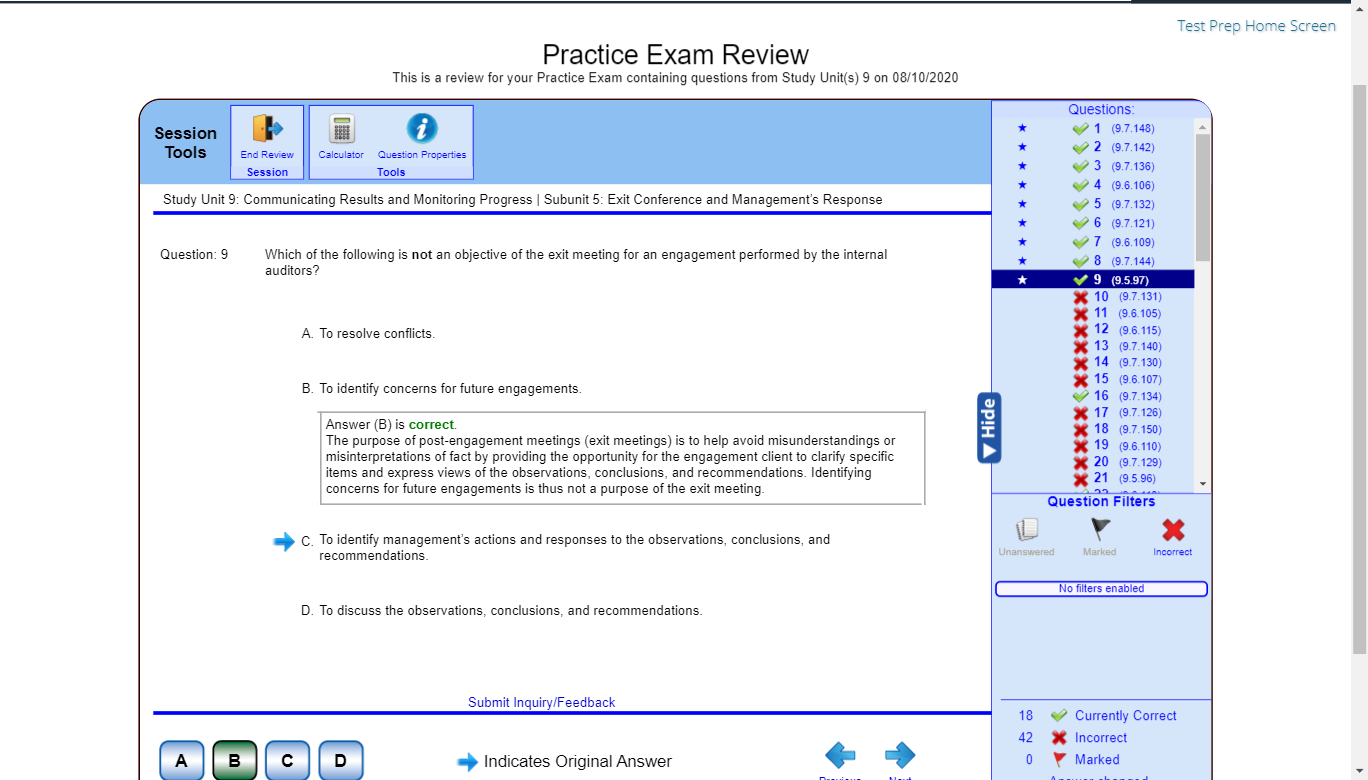 Test Prep Home Screen
Practice Exam Review
This is a review for your Practice Exam containing questions from Study Unit(s) 9 on 08/10/2020
Session
Tools
End Review
Session
Calculator
Question Properties
Tools
Study Unit 9: Communicating Results and Monitoring Progress | Subunit 5: Exit Conference and Management's Response
Question: 9
Which of the following is not an objective of the exit meeting for an engagement performed by the internal
auditors?
A. To resolve conflicts.
B. To identify concerns for future engagements.
Answer (B) is correct.
The purpose of post-engagement meetings (exit meetings) is to help avoid misunderstandings or
misinterpretations of fact by providing the opportunity for the engagement client to clarify specific
items and express views of the observations, conclusions, and recommendations. Identifying
concerns for future engagements is thus not a purpose of the exit meeting.
C. To identify management's actions and responses to the observations, conclusions, and
recommendations.
D. To discuss the observations, conclusions, and recommendations.
Submit Inquiry/Feedback
A B C D
Indicates Original Answer
Previous Next
Hide
Questions:
1 (9.7.148)
2 (9.7.142)
3 (9.7.136)
4 (9.6.106)
5 (9.7.132)
6 (9.7.121)
7 (9.6.109)
8 (9.7.144)
9 (9.5.97)
10 (9.7.131)
11 (9.6.105)
12 (9.6.115)
13 (9.7.140)
14 (9.7.130)
15 (9.6.107)
16 (9.7.134)
17 (9.7.126)
18 (9.7.150)
19 (9.6.110)
20 (9.7.129)
21 (9.5.96)
Question Filters
Unanswered
Marked
Incorrect
No filters enabled
18 Currently Correct
42 Incorrect
0 Marked
Answer changed